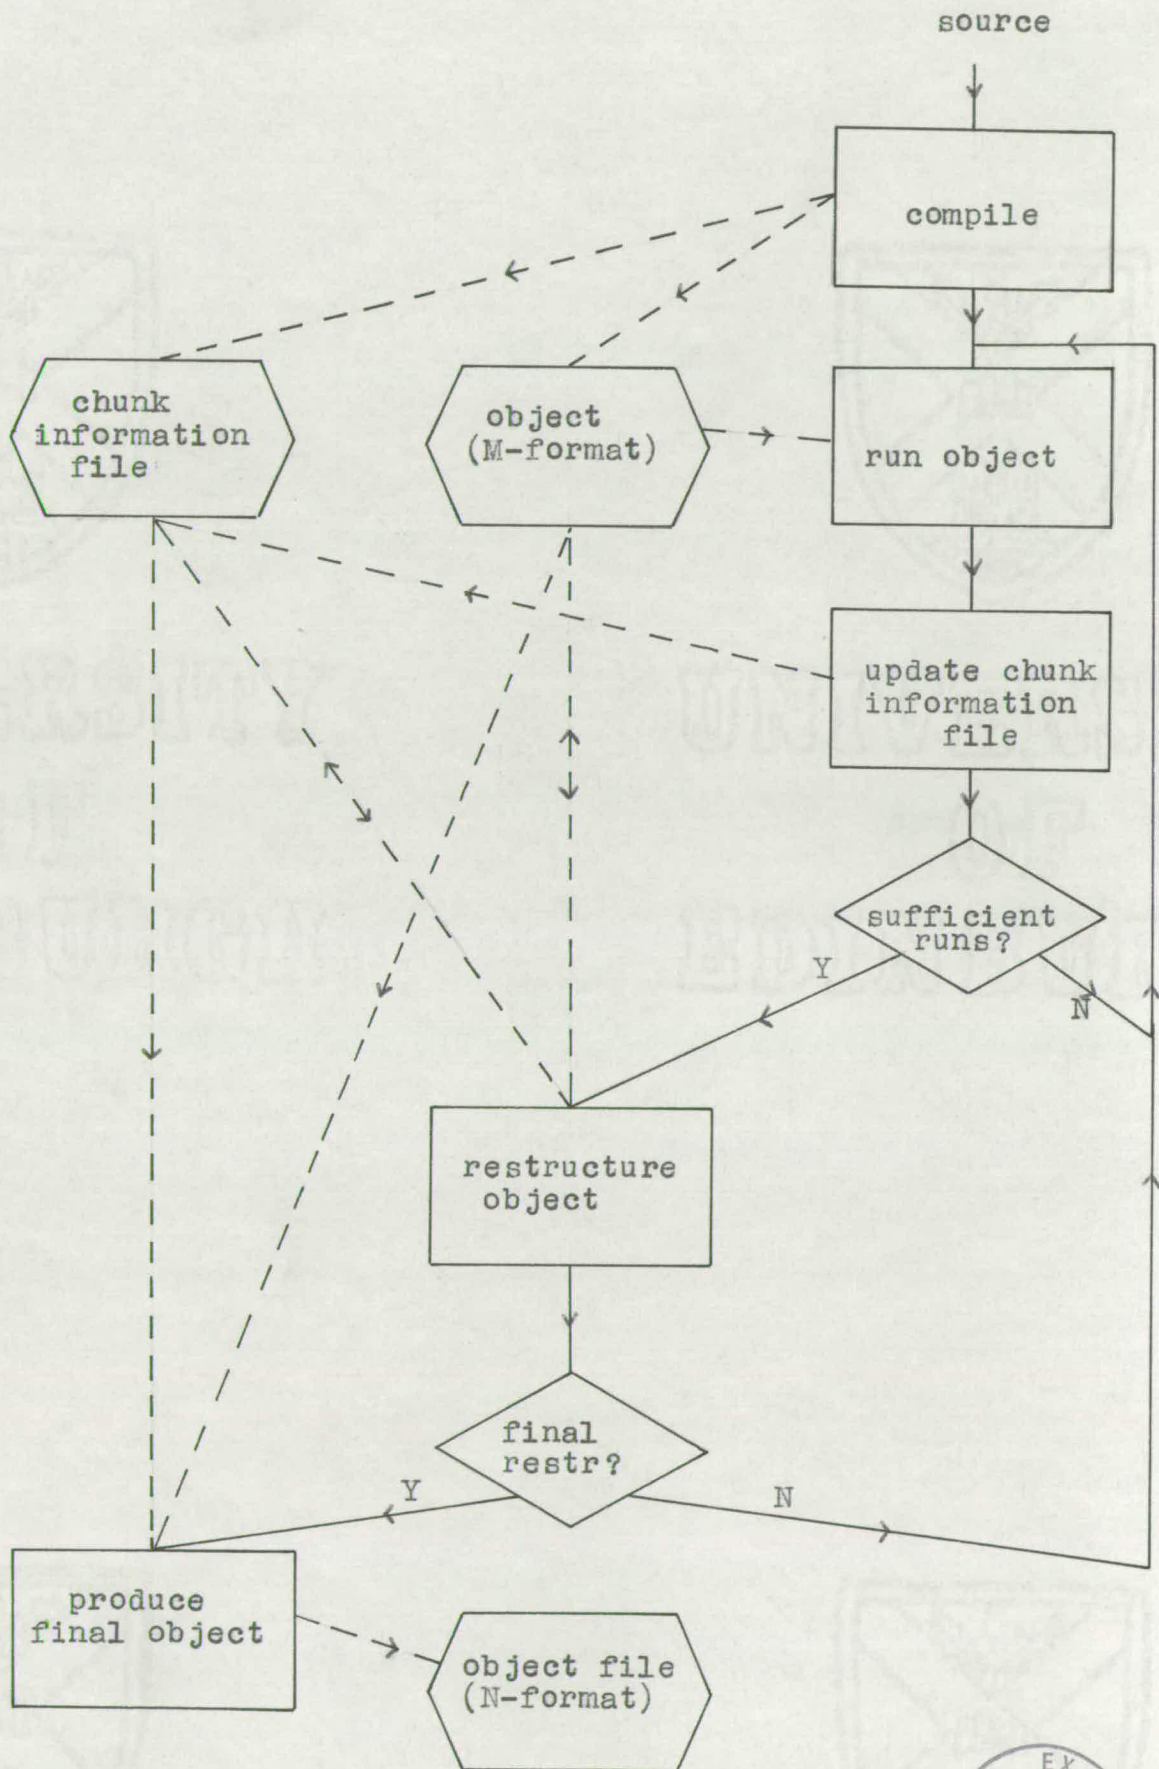 source
compile
chunk
information
file
object
(M-format)
run object
update chunk
information
file
sufficient
runs?
Y
N
restructure
object
final
restr?
Y
N
produce
final object
object file
(N-format)
EX